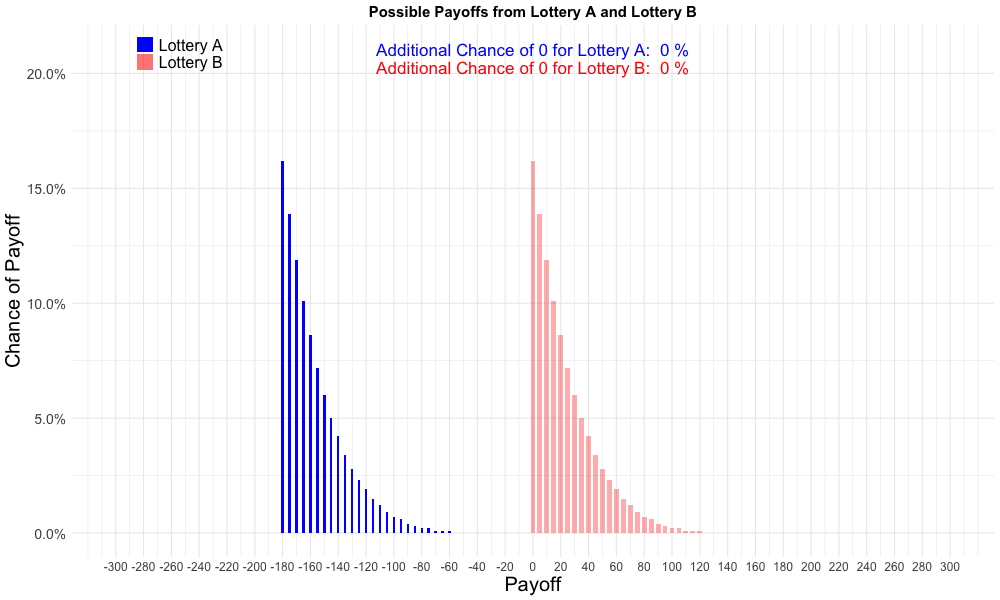 Possible Payoffs from Lottery A and Lottery B
Lottery A
Lottery B
Additional Chance of 0 for Lottery A:  0 %
Additional Chance of 0 for Lottery B:  0 %
Chance of Payoff
20.0%
15.0%
10.0%
5.0%
0.0%
-300 -280 -260 -240 -220 -200 -180 -160 -140 -120 -100 -80 -60 -40 -20 0 20 40 60 80 100 120 140 160 180 200 220 240 260 280 300
Payoff